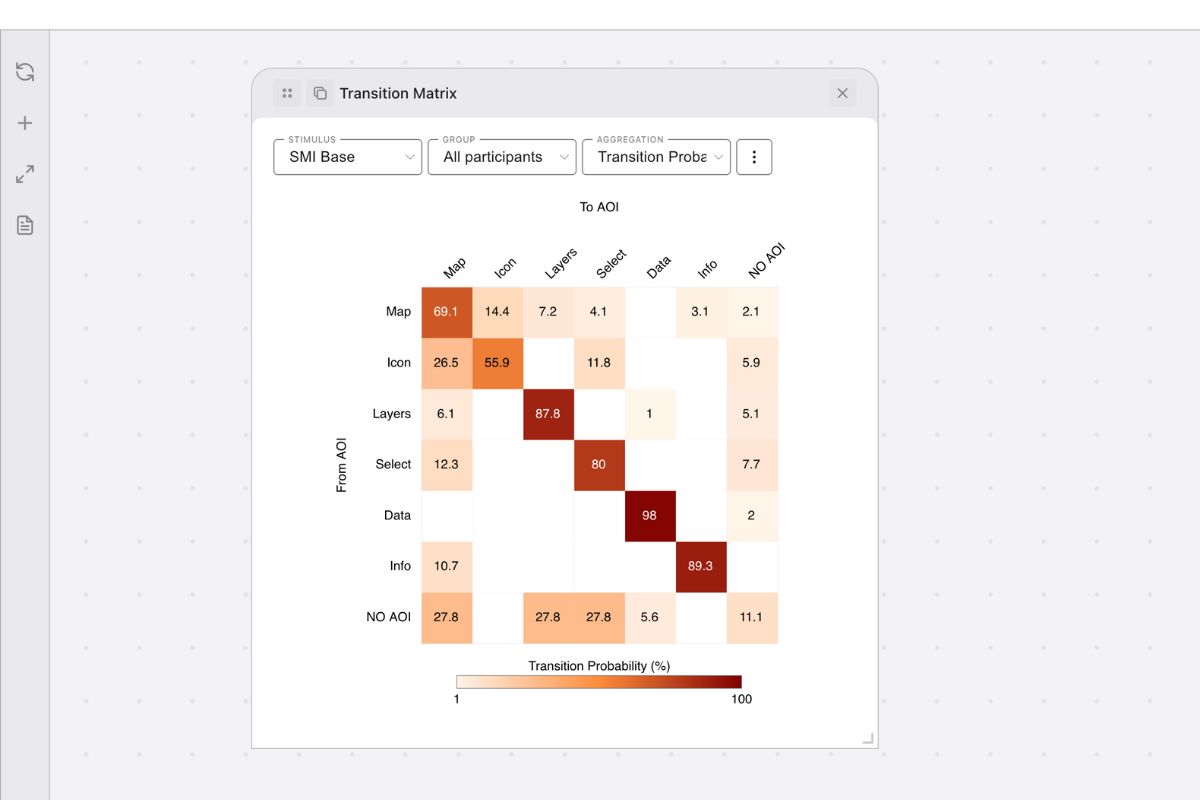 Transition Matrix
STIMULUS GROUP AGGREGATION
SMI Base All participants Transition Proba
To AOI
Map Icon Layers Select Data Info NO AOI
Map 69.1 14.4 7.2 4.1 3.1 2.1
Icon 26.5 55.9 11.8 5.9
Layers 6.1 87.8 1 5.1
From AOI
Select 12.3 80 7.7
Data 98 2
Info 10.7 89.3
NO AOI 27.8 27.8 27.8 5.6 11.1
Transition Probability (%)
1 100